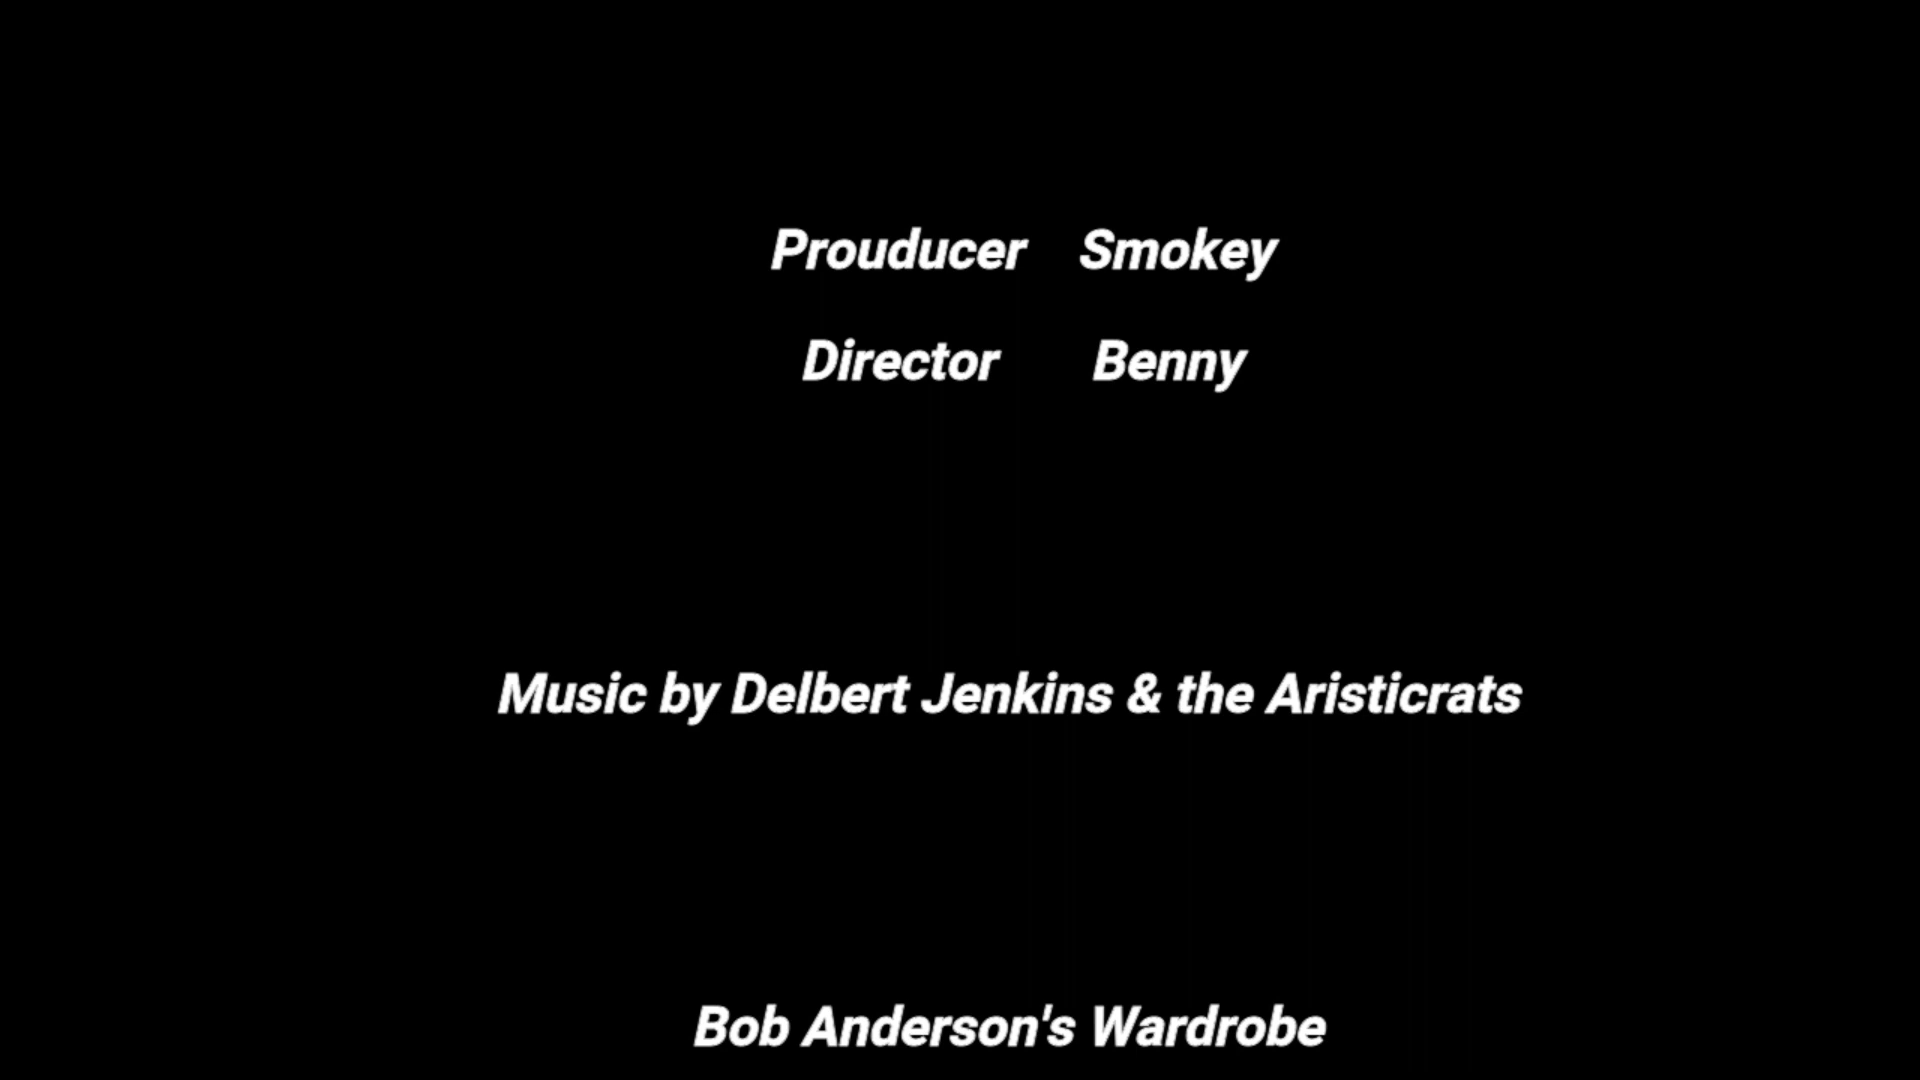 Prouducer Smokey
Director Benny
Music by Delbert Jenkins & the Aristicrats
Bob Anderson's Wardrobe